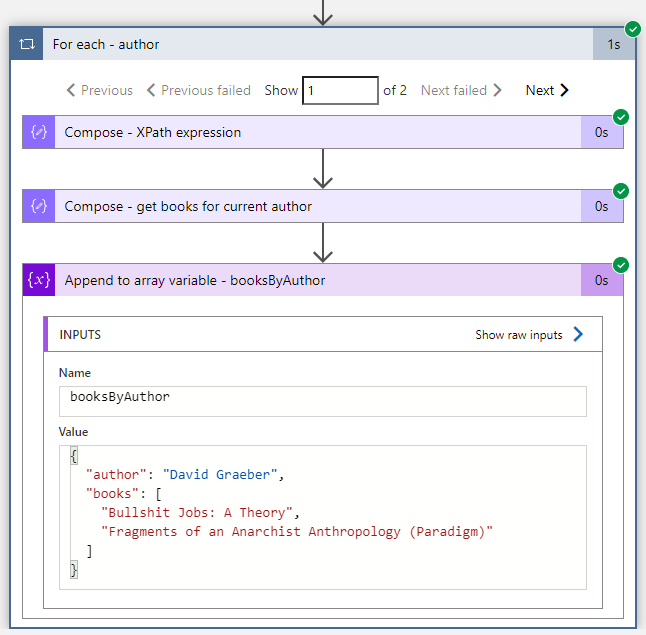 For each - author 1s
Previous Previous failed Show 1 of 2 Next failed Next
{/} Compose - XPath expression 0s
{/} Compose - get books for current author 0s
{x} Append to array variable - booksByAuthor 0s
INPUTS Show raw inputs
Name
booksByAuthor
Value
{
"author": "David Graeber",
"books": [
"Bullshit Jobs: A Theory",
"Fragments of an Anarchist Anthropology (Paradigm)"
]
}